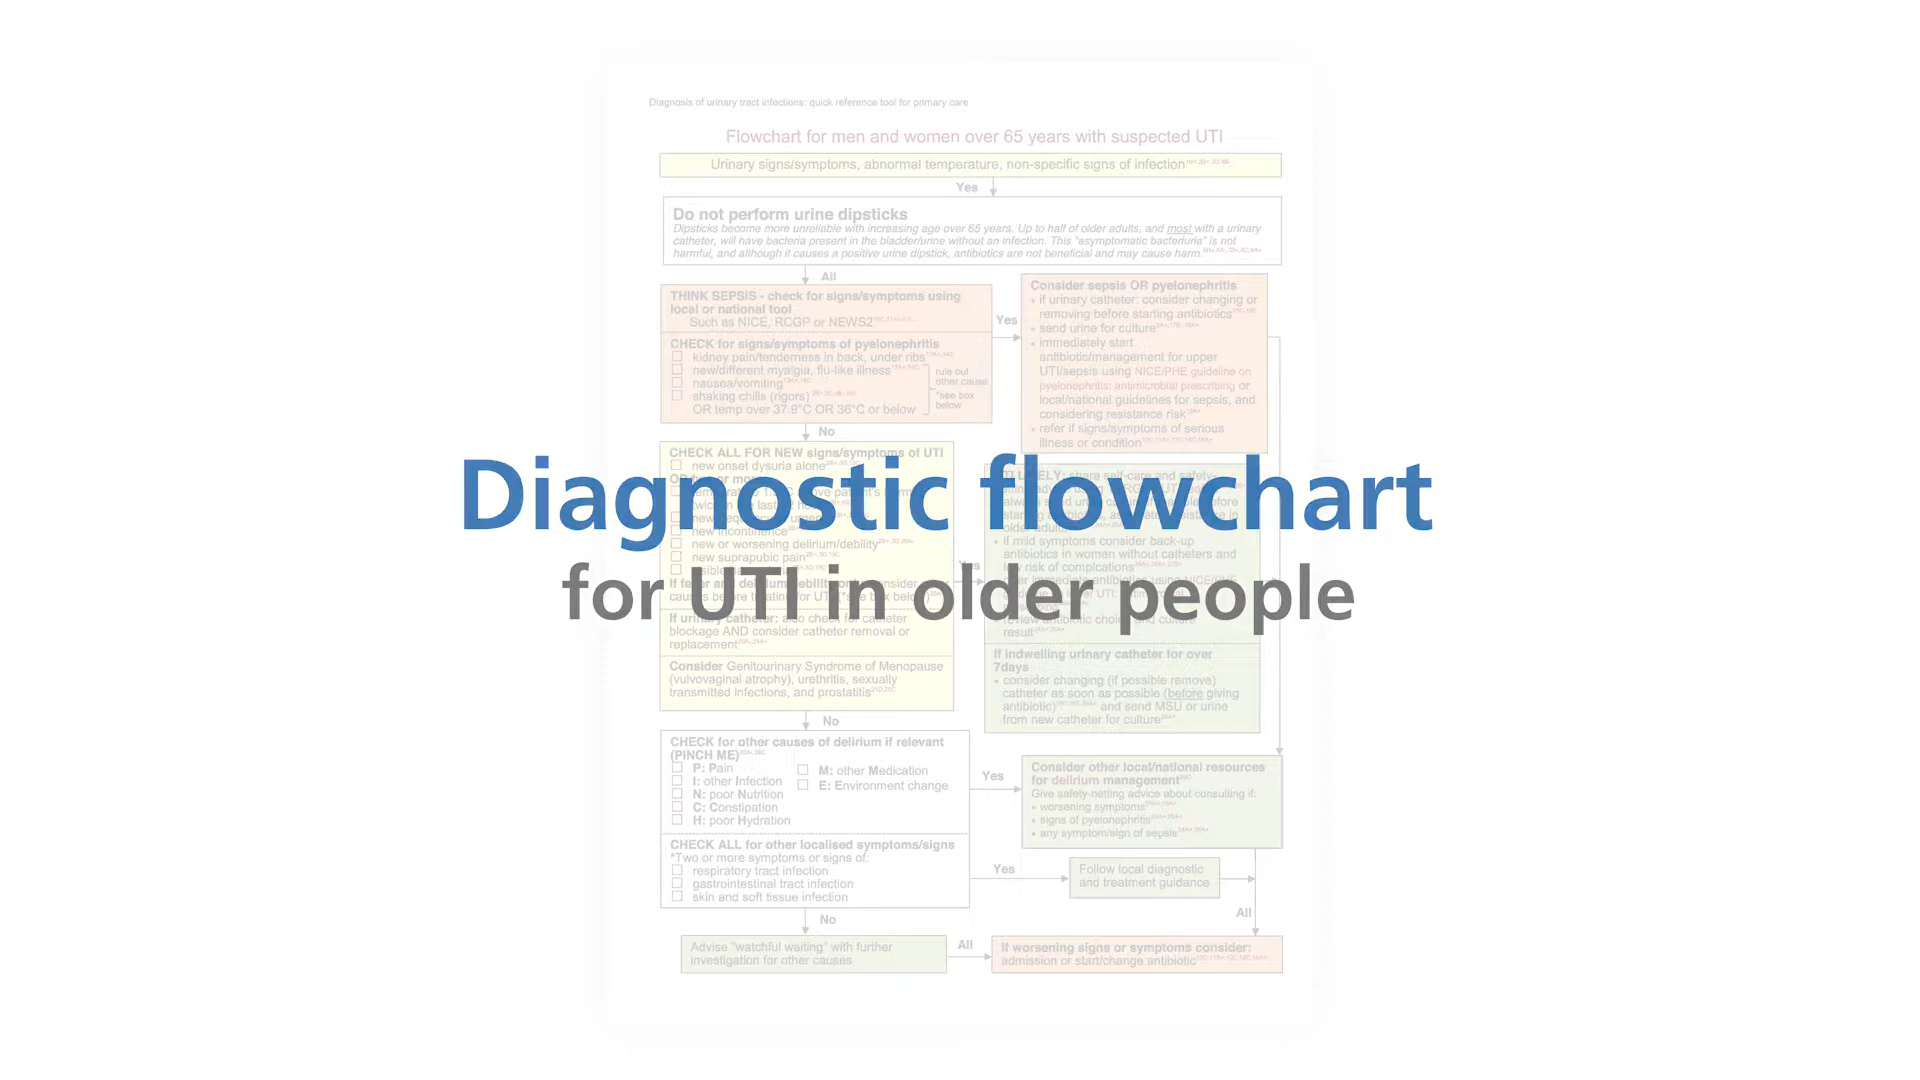 Diagnosis of urinary tract infections: quick reference tool for primary care
Flowchart for men and women over 65 years with suspected UTI
Urinary signs/symptoms, abnormal temperature, non-specific signs of infection
Yes
Do not perform urine dipsticks
Dipsticks become more unreliable with increasing age over 65 years. Up to half of older adults, and most with a urinary
catheter, will have bacteria present in the bladder/urine without an infection. This "asymptomatic bacteriuria" is not
harmful, and although it causes a positive urine dipstick, antibiotics are not beneficial and may cause harm.
All
THINK SEPSIS - check for signs/symptoms using
local or national tool
Such as NICE, RCGP or NEWS2
CHECK for signs/symptoms of pyelonephritis
kidney pain/tenderness in back, under ribs
new/different myalgia, flu-like illness
nausea/vomiting
shaking chills (rigors)
OR temp over 37.9°C OR 36°C or below
rule out
other cause
*see box
below
Yes
Consider sepsis OR pyelonephritis
• if urinary catheter: consider changing or
removing before starting antibiotics
• send urine for culture
• immediately start
antibiotic/management for upper
UTI/sepsis using NICE/PHE guideline on
pyelonephritis: antimicrobial prescribing or
local/national guidelines for sepsis, and
considering resistance risk
• refer if signs/symptoms of serious
illness or condition
No
CHECK ALL FOR NEW signs/symptoms of UTI
new onset dysuria alone
Diagnostic flowchart
for UTI in older people
new incontinence
new or worsening delirium/debility
new suprapubic pain
If urinary catheter: also check for catheter
blockage AND consider catheter removal or
replacement
Consider Genitourinary Syndrome of Menopause
(vulvovaginal atrophy), urethritis, sexually
transmitted infections, and prostatitis
Yes
• if mild symptoms consider back-up
antibiotics in women without catheters and
low risk of complications
result
If indwelling urinary catheter for over
7days
• consider changing (if possible remove)
catheter as soon as possible (before giving
antibiotic) and send MSU or urine
from new catheter for culture
No
CHECK for other causes of delirium if relevant
(PINCH ME)
P: Pain
I: other Infection
N: poor Nutrition
C: Constipation
H: poor Hydration
M: other Medication
E: Environment change
Yes
Consider other local/national resources
for delirium management
Give safety-netting advice about consulting if:
• worsening symptoms
• signs of pyelonephritis
• any symptom/sign of sepsis
CHECK ALL for other localised symptoms/signs
*Two or more symptoms or signs of:
respiratory tract infection
gastrointestinal tract infection
skin and soft tissue infection
Yes
Follow local diagnostic
and treatment guidance
No
All
Advise "watchful waiting" with further
investigation for other causes
All
If worsening signs or symptoms consider:
admission or start/change antibiotic